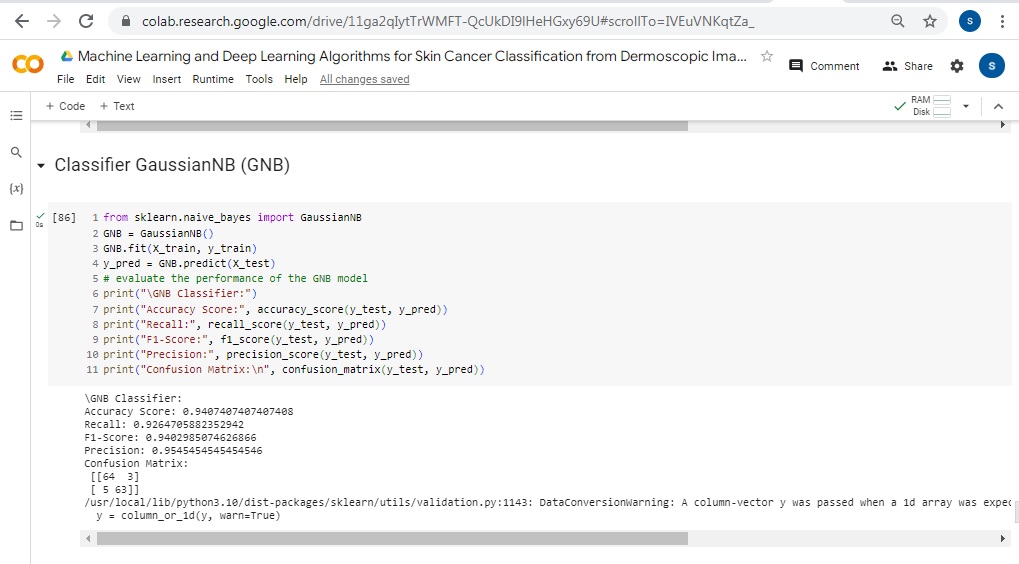 colab.research.google.com/drive/11ga2qIytTrWMFT-QcUkDI9IHeHGxy69U#scrollTo=IVEuVNKqtZa_
S
CO
Machine Learning and Deep Learning Algorithms for Skin Cancer Classification from Dermoscopic Ima...
Comment
Share
S
File Edit View Insert Runtime Tools Help All changes saved
+ Code + Text
RAM
Disk
Classifier GaussianNB (GNB)
{x}
0s
[86]
1 from sklearn.naive_bayes import GaussianNB
2 GNB = GaussianNB()
3 GNB.fit(X_train, y_train)
4 y_pred = GNB.predict(X_test)
5 # evaluate the performance of the GNB model
6 print("\GNB Classifier:")
7 print("Accuracy Score:", accuracy_score(y_test, y_pred))
8 print("Recall:", recall_score(y_test, y_pred))
9 print("F1-Score:", f1_score(y_test, y_pred))
10 print("Precision:", precision_score(y_test, y_pred))
11 print("Confusion Matrix:\n", confusion_matrix(y_test, y_pred))
\GNB Classifier:
Accuracy Score: 0.9407407407407408
Recall: 0.9264705882352942
F1-Score: 0.9402985074626866
Precision: 0.9545454545454546
Confusion Matrix:
[[64 3]
[ 5 63]]
/usr/local/lib/python3.10/dist-packages/sklearn/utils/validation.py:1143: DataConversionWarning: A column-vector y was passed when a 1d array was expec
y = column_or_1d(y, warn=True)